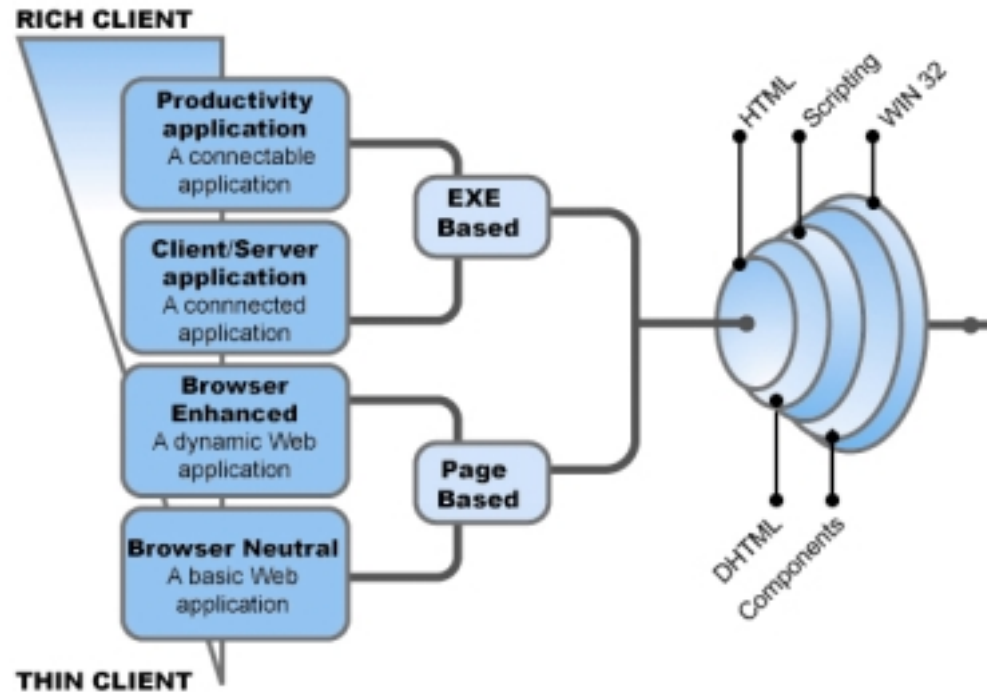 RICH CLIENT
Productivity
application
A connectable
application
Client/Server
application
A connnected
application
Browser
Enhanced
A dynamic Web
application
Browser Neutral
A basic Web
application
THIN CLIENT
EXE
Based
Page
Based
HTML
Scripting
WIN 32
DHTML
Components